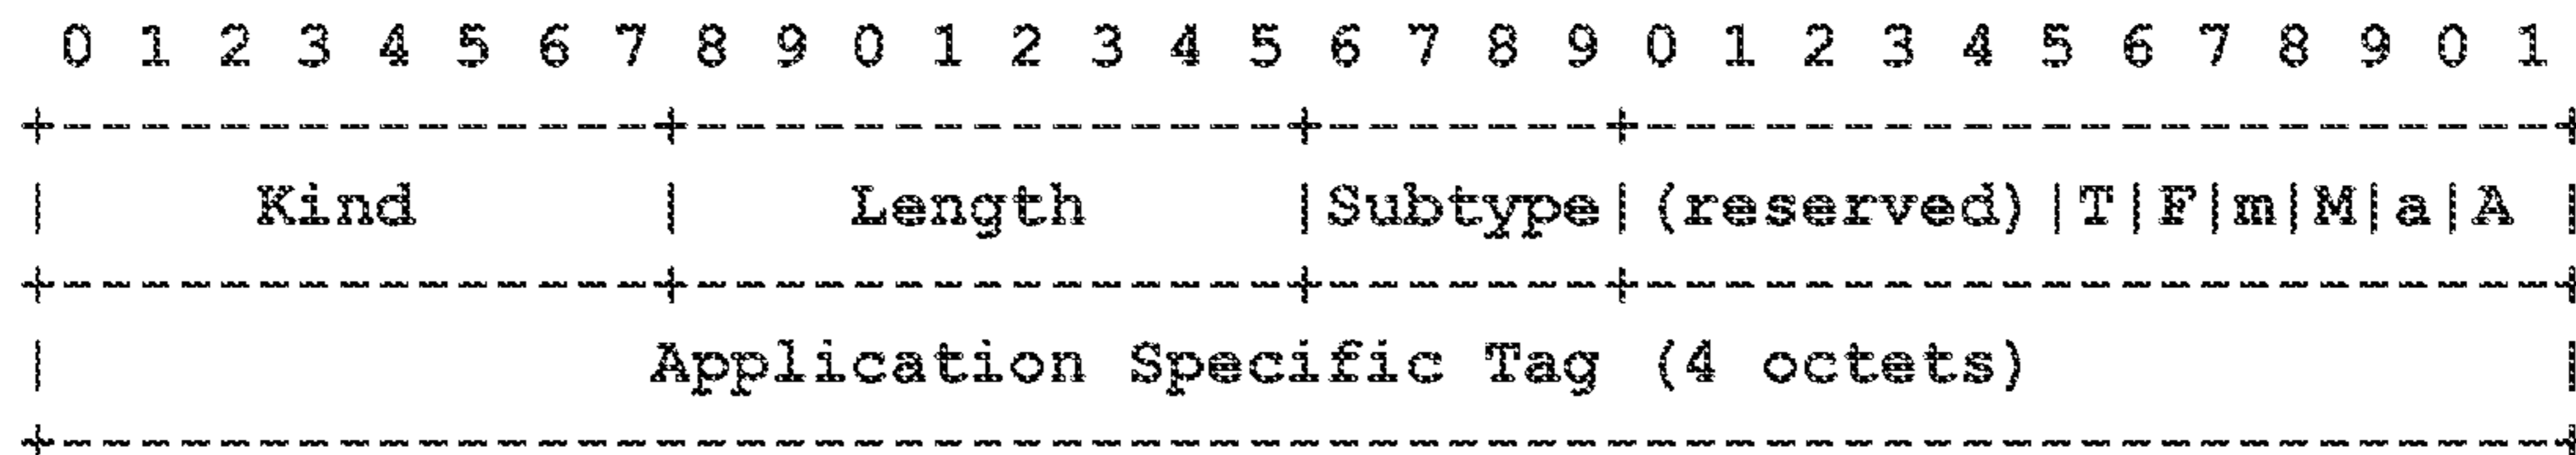 0 1 2 3 4 5 6 7 8 9 0 1 2 3 4 5 6 7 8 9 0 1 2 3 4 5 6 7 8 9 0 1
+---------------+---------------+-------+-----------------------+
|     Kind      |    Length     |Subtype|(reserved)|T|F|m|M|a|A |
+---------------+---------------+-------+-----------------------+
|               Application Specific Tag (4 octets)             |
+---------------------------------------------------------------+